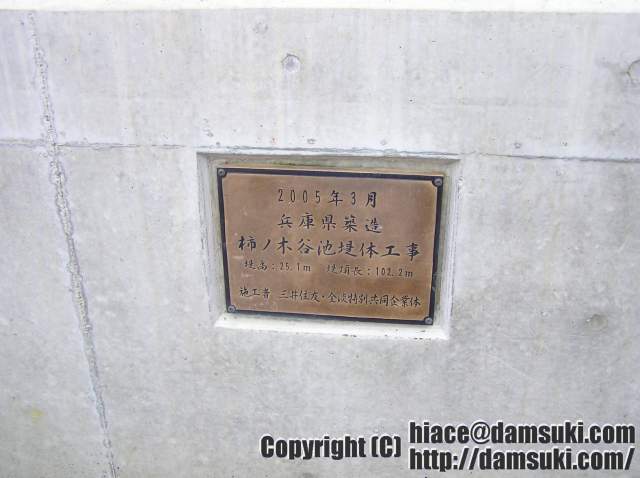 2005年3月
兵庫県築造
柿ノ木谷池堤体工事
堤高:25.1m 堤頂長:102.2m
施工者 三井住友・全淡特別共同企業体
Copyright (C) hiace@damsuki.com
http://damsuki.com/